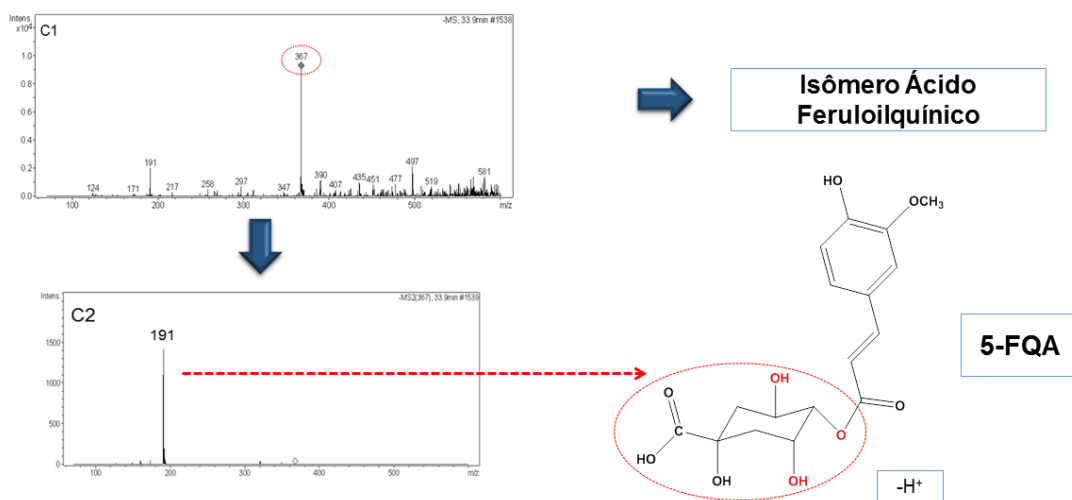 Intens.
x10⁴
-MS, 33.9min #1538
C1
1.0
0.8
0.6
0.4
0.2
0.0
367
191
124
171
217
258
297
347
390
407
435
451
477
497
519
581
100
200
300
400
500
m/z
Isômero Ácido
Feruloilquínico
Intens.
-MS2(367), 33.9min #1539
C2
1500
1000
500
0
191
100
200
300
400
500
m/z
HO
OCH₃
5-FQA
O
OH
C
O
O
HO
OH
OH
-H⁺